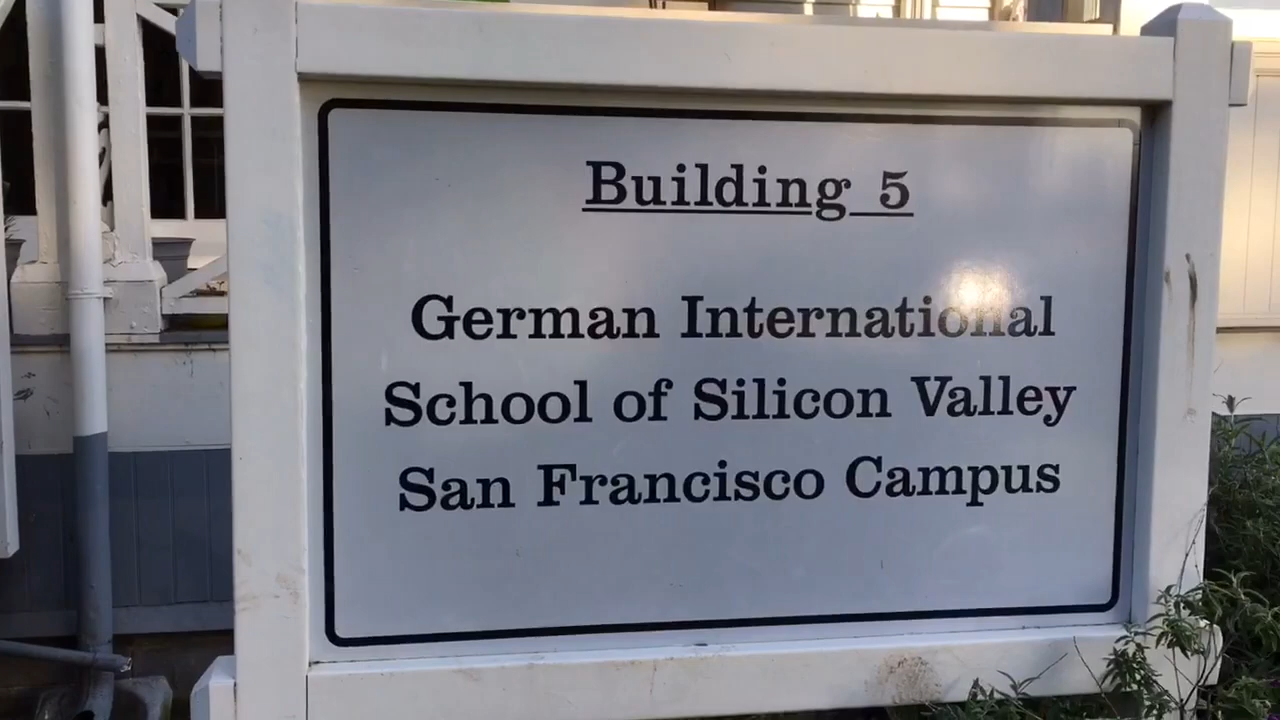 Building 5
German International
School of Silicon Valley
San Francisco Campus